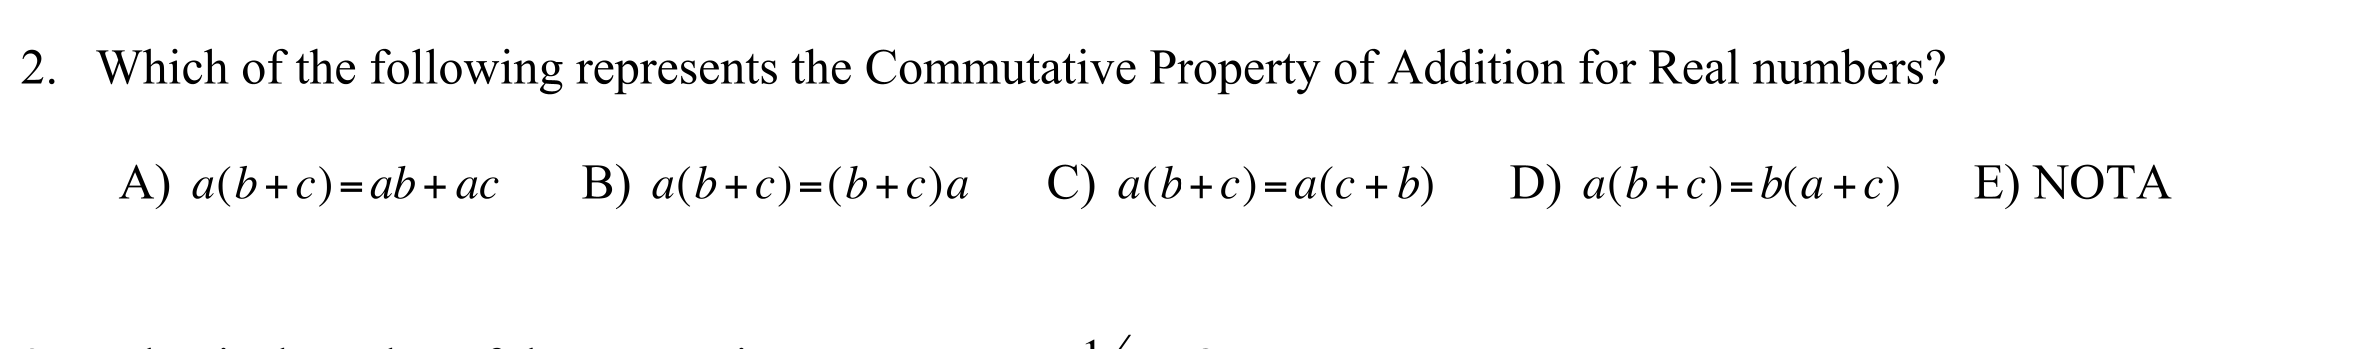 2. Which of the following represents the Commutative Property of Addition for Real numbers?
A) a(b+c)=ab+ac B) a(b+c)=(b+c)a C) a(b+c)=a(c+b) D) a(b+c)=b(a+c) E) NOTA